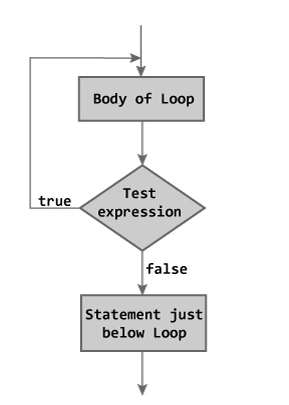 Body of Loop
Test
expression
true
false
Statement just
below Loop